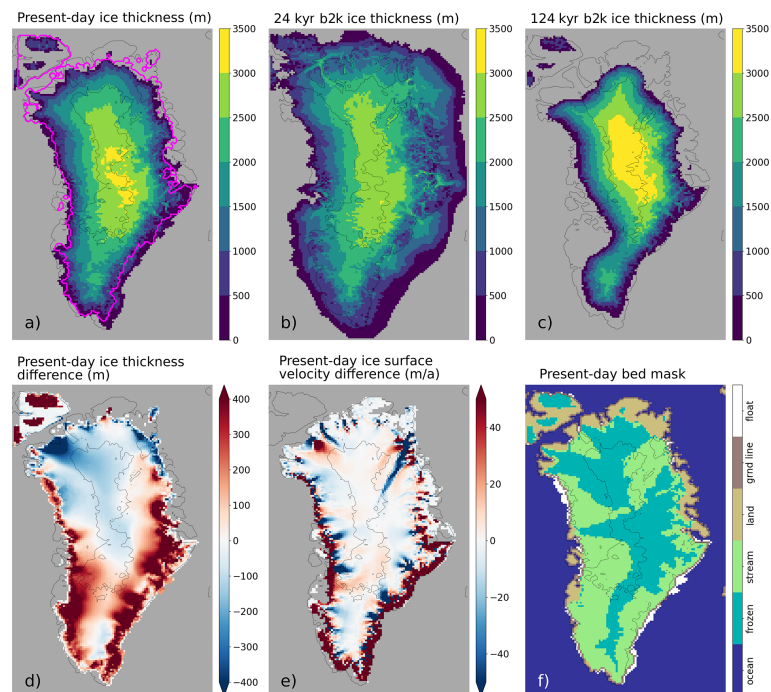 Present-day ice thickness (m)
24 kyr b2k ice thickness (m)
124 kyr b2k ice thickness (m)
3500
3000
2500
2000
1500
1000
500
0
a)
3500
3000
2500
2000
1500
1000
500
0
b)
3500
3000
2500
2000
1500
1000
500
0
c)
Present-day ice thickness
difference (m)
400
300
200
100
0
−100
−200
−300
−400
d)
Present-day ice surface
velocity difference (m/a)
40
20
0
−20
−40
e)
Present-day bed mask
float
grnd line
land
stream
frozen
ocean
f)